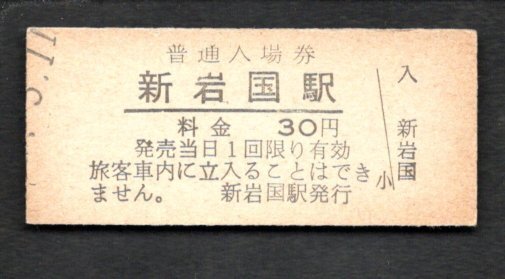 普通入場券
新岩国駅
料金 30円
発売当日1回限り有効
旅客車内に立入ることはでき
ません。 新岩国駅発行
入 新岩国
小